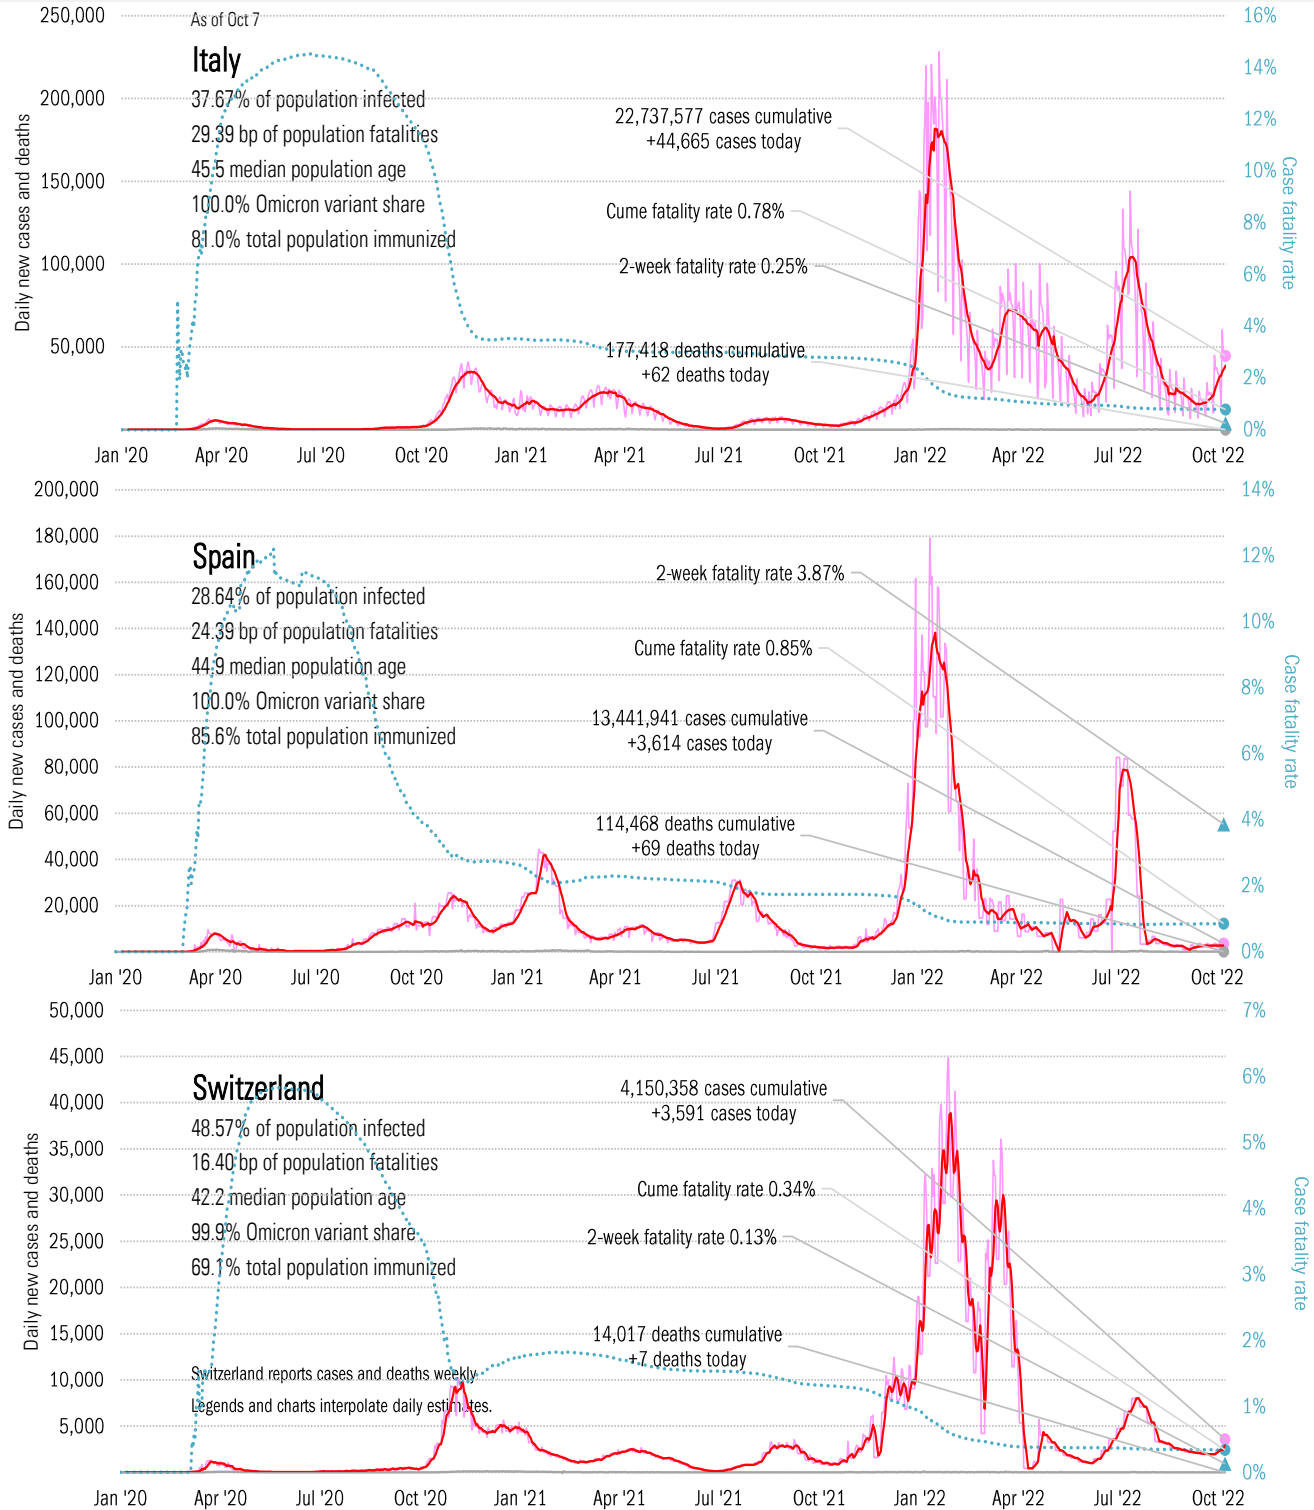 As of Oct 7
Italy
37.67% of population infected
29.39 bp of population fatalities
45.5 median population age
100.0% Omicron variant share
81.0% total population immunized
22,737,577 cases cumulative
+44,665 cases today
Cume fatality rate 0.78%
2-week fatality rate 0.25%
177,418 deaths cumulative
+62 deaths today
Daily new cases and deaths
250,000
200,000
150,000
100,000
50,000
16%
14%
12%
10%
8%
6%
4%
2%
0%
Case fatality rate
Jan '20 Apr '20 Jul '20 Oct '20 Jan '21 Apr '21 Jul '21 Oct '21 Jan '22 Apr '22 Jul '22 Oct '22
Spain
28.64% of population infected
24.39 bp of population fatalities
44.9 median population age
100.0% Omicron variant share
85.6% total population immunized
2-week fatality rate 3.87%
Cume fatality rate 0.85%
13,441,941 cases cumulative
+3,614 cases today
114,468 deaths cumulative
+69 deaths today
Daily new cases and deaths
200,000
180,000
160,000
140,000
120,000
100,000
80,000
60,000
40,000
20,000
14%
12%
10%
8%
6%
4%
2%
0%
Case fatality rate
Jan '20 Apr '20 Jul '20 Oct '20 Jan '21 Apr '21 Jul '21 Oct '21 Jan '22 Apr '22 Jul '22 Oct '22
Switzerland
48.57% of population infected
16.40 bp of population fatalities
42.2 median population age
99.9% Omicron variant share
69.1% total population immunized
Switzerland reports cases and deaths weekly.
Legends and charts interpolate daily estimates.
4,150,358 cases cumulative
+3,591 cases today
Cume fatality rate 0.34%
2-week fatality rate 0.13%
14,017 deaths cumulative
+7 deaths today
Daily new cases and deaths
50,000
45,000
40,000
35,000
30,000
25,000
20,000
15,000
10,000
5,000
7%
6%
5%
4%
3%
2%
1%
0%
Case fatality rate
Jan '20 Apr '20 Jul '20 Oct '20 Jan '21 Apr '21 Jul '21 Oct '21 Jan '22 Apr '22 Jul '22 Oct '22